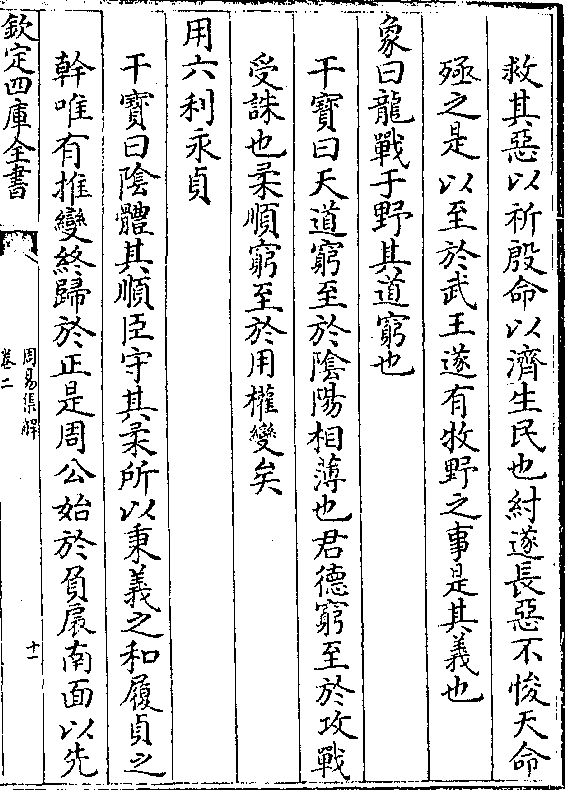 救其惡以祈殷命以濟生民也紂遂長惡不悛天命
殛之是以至於武王遂有牧野之事是其義也
象曰龍戰于野其道窮也
干寶曰天道窮至於陰陽相薄也君德窮至於攻戰
受誅也柔順窮至於用權變矣
用六利永貞
干寶曰陰體其順臣守其柔所以秉義之和履貞之
幹唯有推變終歸於正是周公始於負扆南面以先
欽定四庫全書
周易集解
卷二
十一